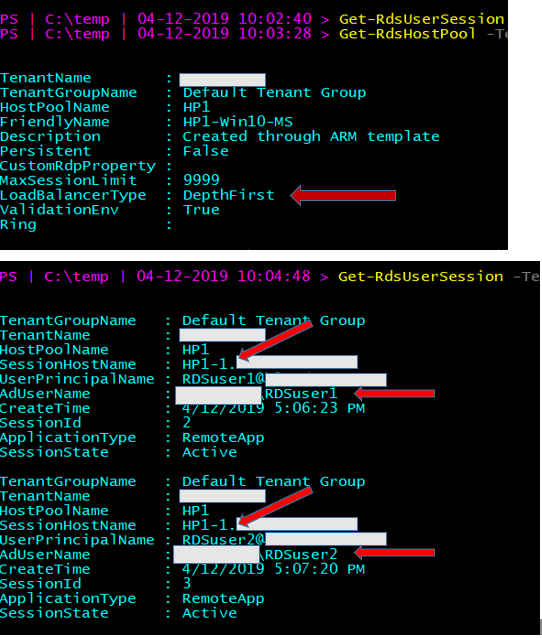 PS | C:\temp | 04-12-2019 10:02:40 > Get-RdsUserSession
PS | C:\temp | 04-12-2019 10:03:28 > Get-RdsHostPool -Te
TenantName :
TenantGroupName : Default Tenant Group
HostPoolName : HP1
FriendlyName : HP1-Win10-MS
Description : Created through ARM template
Persistent : False
CustomRdpProperty :
MaxSessionLimit : 9999
LoadBalancerType : DepthFirst
ValidationEnv : True
Ring :
PS | C:\temp | 04-12-2019 10:04:48 > Get-RdsUserSession -Te
TenantGroupName : Default Tenant Group
TenantName :
HostPoolName : HP1
SessionHostName : HP1-1.
UserPrincipalName : RDSuser1@
AdUserName : \RDSuser1
CreateTime : 4/12/2019 5:06:23 PM
SessionId : 2
ApplicationType : RemoteApp
SessionState : Active
TenantGroupName : Default Tenant Group
TenantName :
HostPoolName : HP1
SessionHostName : HP1-1.
UserPrincipalName : RDSuser2@
AdUserName : \RDSuser2
CreateTime : 4/12/2019 5:07:20 PM
SessionId : 3
ApplicationType : RemoteApp
SessionState : Active